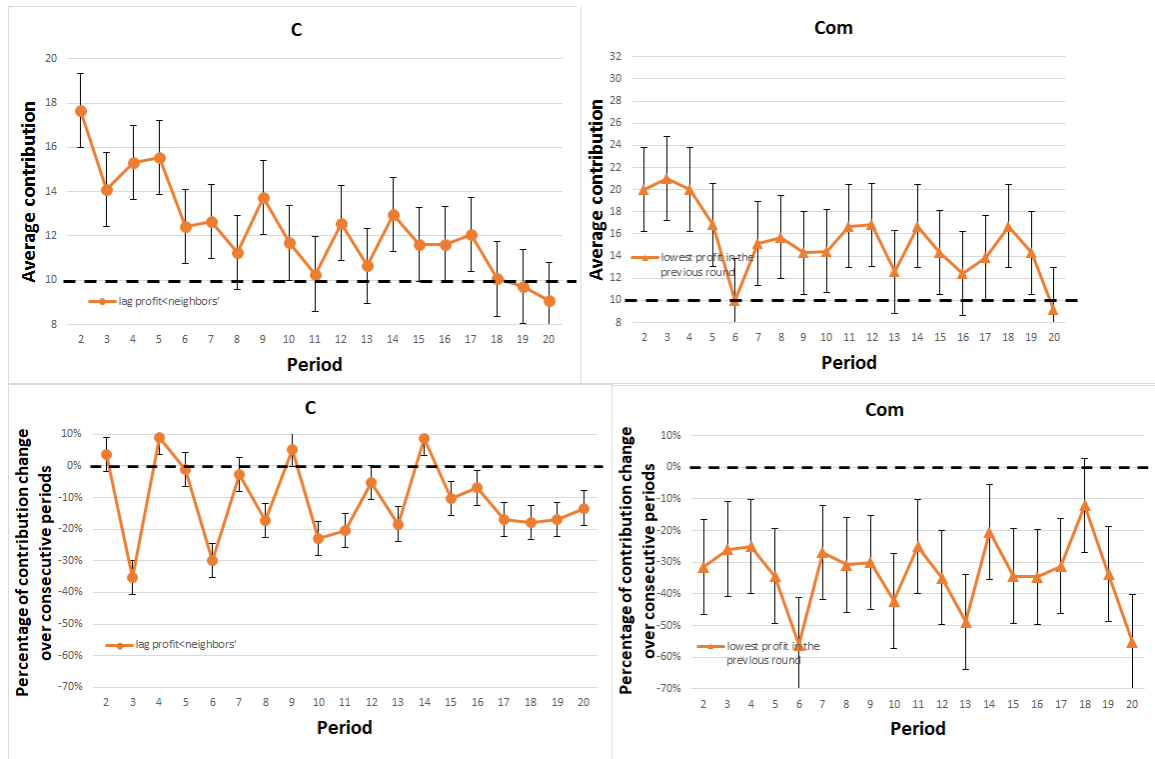 C
Average contribution
20
18
16
14
12
10
8
lag profit<neighbors'
2 3 4 5 6 7 8 9 10 11 12 13 14 15 16 17 18 19 20
Period
Com
Average contribution
32
30
28
26
24
22
20
18
16
14
12
10
8
lowest profit in the
previous round
2 3 4 5 6 7 8 9 10 11 12 13 14 15 16 17 18 19 20
Period
C
Percentage of contribution change
over consecutive periods
10%
0%
-10%
-20%
-30%
-40%
-50%
-60%
-70%
lag profit<neighbors'
2 3 4 5 6 7 8 9 10 11 12 13 14 15 16 17 18 19 20
Period
Com
Percentage of contribution change
over consecutive periods
10%
0%
-10%
-20%
-30%
-40%
-50%
-60%
-70%
lowest profit in the
previous round
2 3 4 5 6 7 8 9 10 11 12 13 14 15 16 17 18 19 20
Period